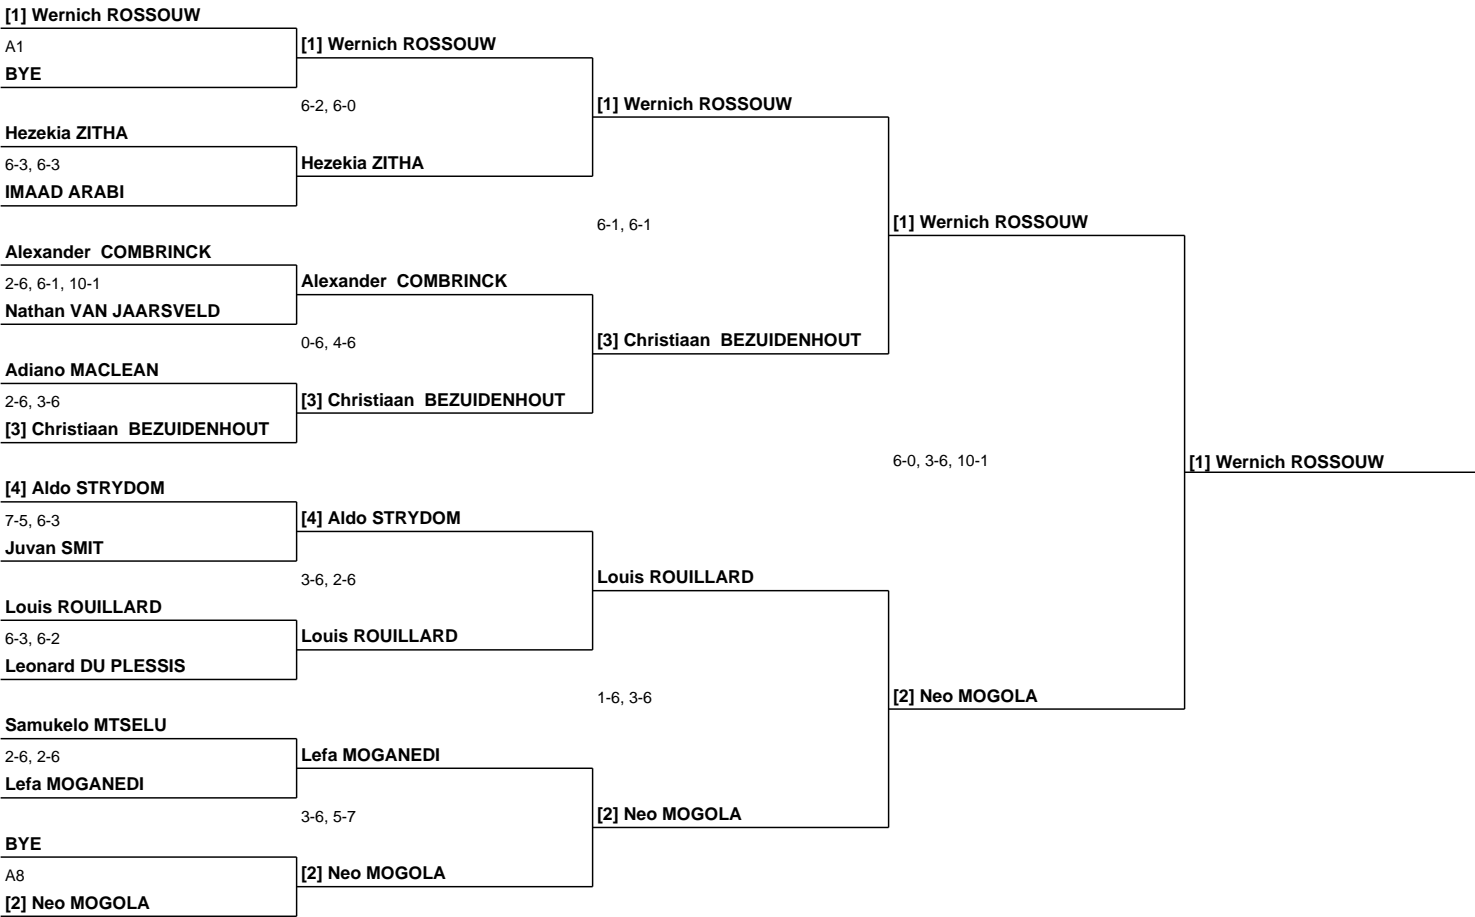 [1] Wernich ROSSOUW
A1
BYE
Hezekia ZITHA
6-3, 6-3
IMAAD ARABI
Alexander  COMBRINCK
2-6, 6-1, 10-1
Nathan VAN JAARSVELD
Adiano MACLEAN
2-6, 3-6
[3] Christiaan  BEZUIDENHOUT
[4] Aldo STRYDOM
7-5, 6-3
Juvan SMIT
Louis ROUILLARD
6-3, 6-2
Leonard DU PLESSIS
Samukelo MTSELU
2-6, 2-6
Lefa MOGANEDI
BYE
A8
[2] Neo MOGOLA
[1] Wernich ROSSOUW
6-2, 6-0
Hezekia ZITHA
Alexander  COMBRINCK
0-6, 4-6
[3] Christiaan  BEZUIDENHOUT
[4] Aldo STRYDOM
3-6, 2-6
Louis ROUILLARD
Lefa MOGANEDI
3-6, 5-7
[2] Neo MOGOLA
[1] Wernich ROSSOUW
6-1, 6-1
[3] Christiaan  BEZUIDENHOUT
Louis ROUILLARD
1-6, 3-6
[2] Neo MOGOLA
[1] Wernich ROSSOUW
6-0, 3-6, 10-1
[2] Neo MOGOLA
[1] Wernich ROSSOUW